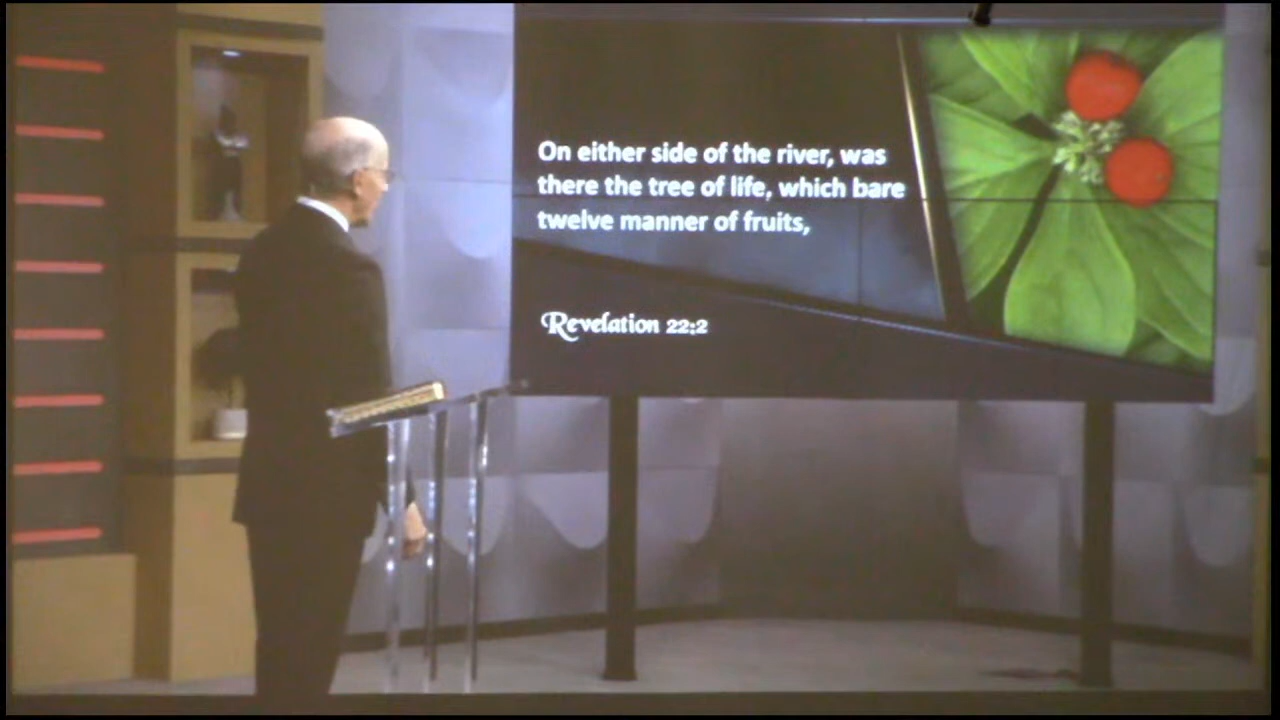 On either side of the river, was
there the tree of life, which bare
twelve manner of fruits,
Revelation 22:2